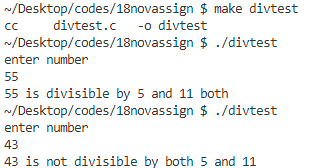 ~/Desktop/codes/18novassign $ make divtest
cc     divtest.c   -o divtest
~/Desktop/codes/18novassign $ ./divtest
enter number
55
55 is divisible by 5 and 11 both
~/Desktop/codes/18novassign $ ./divtest
enter number
43
43 is not divisible by both 5 and 11